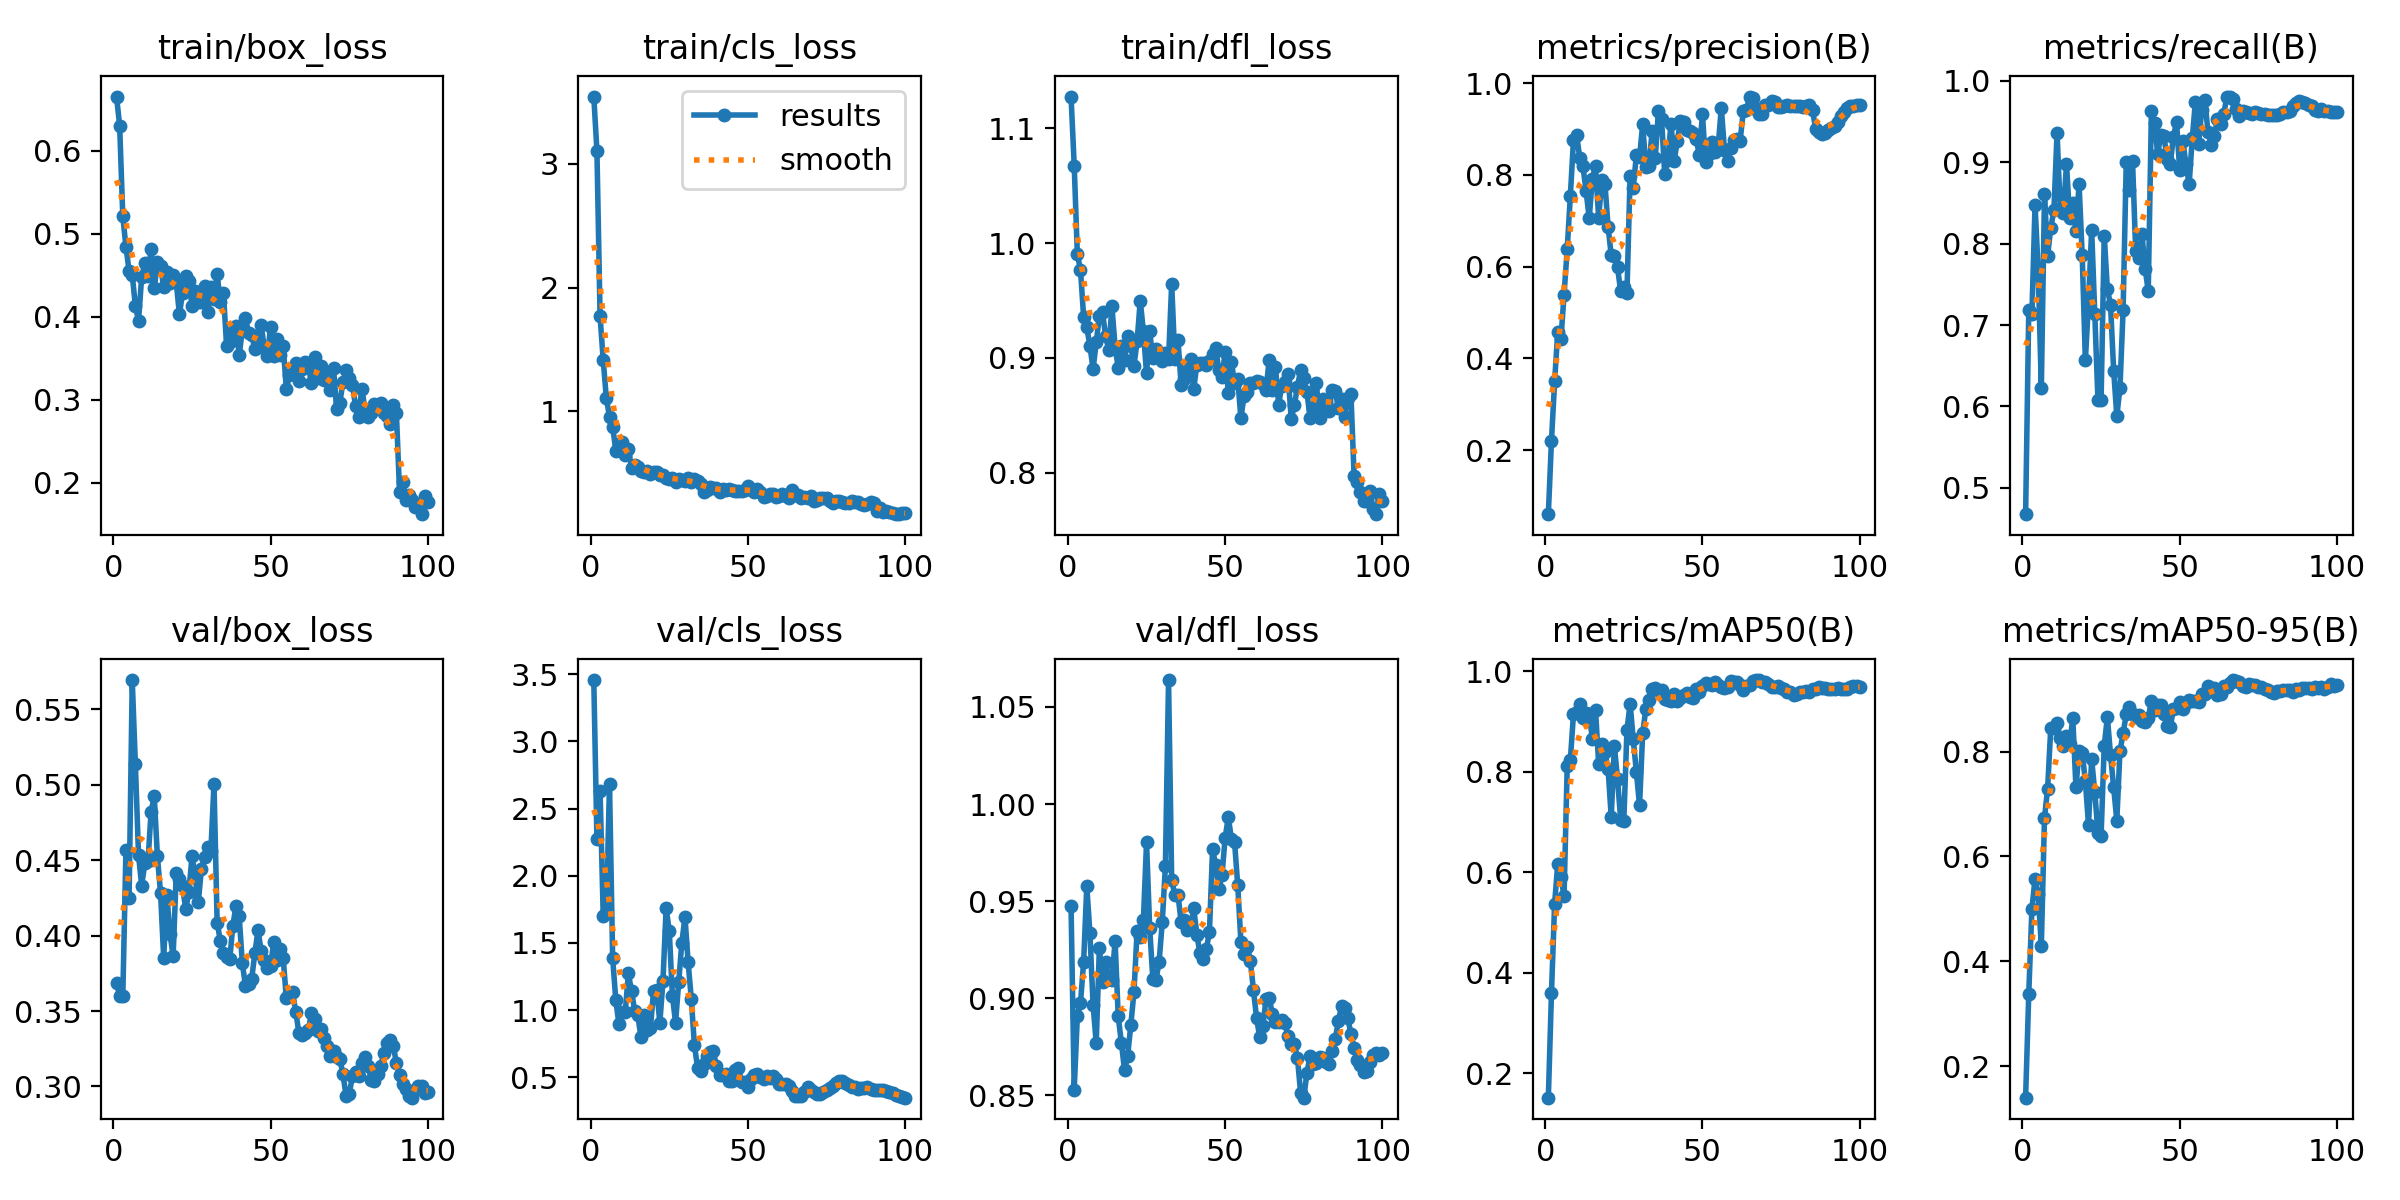 train/box_loss
0.6
0.5
0.4
0.3
0.2
0 50 100
train/cls_loss
results
smooth
3
2
1
0 50 100
train/dfl_loss
1.1
1.0
0.9
0.8
0 50 100
metrics/precision(B)
1.0
0.8
0.6
0.4
0.2
0 50 100
metrics/recall(B)
1.0
0.9
0.8
0.7
0.6
0.5
0 50 100
val/box_loss
0.55
0.50
0.45
0.40
0.35
0.30
0 50 100
val/cls_loss
3.5
3.0
2.5
2.0
1.5
1.0
0.5
0 50 100
val/dfl_loss
1.05
1.00
0.95
0.90
0.85
0 50 100
metrics/mAP50(B)
1.0
0.8
0.6
0.4
0.2
0 50 100
metrics/mAP50-95(B)
0.8
0.6
0.4
0.2
0 50 100